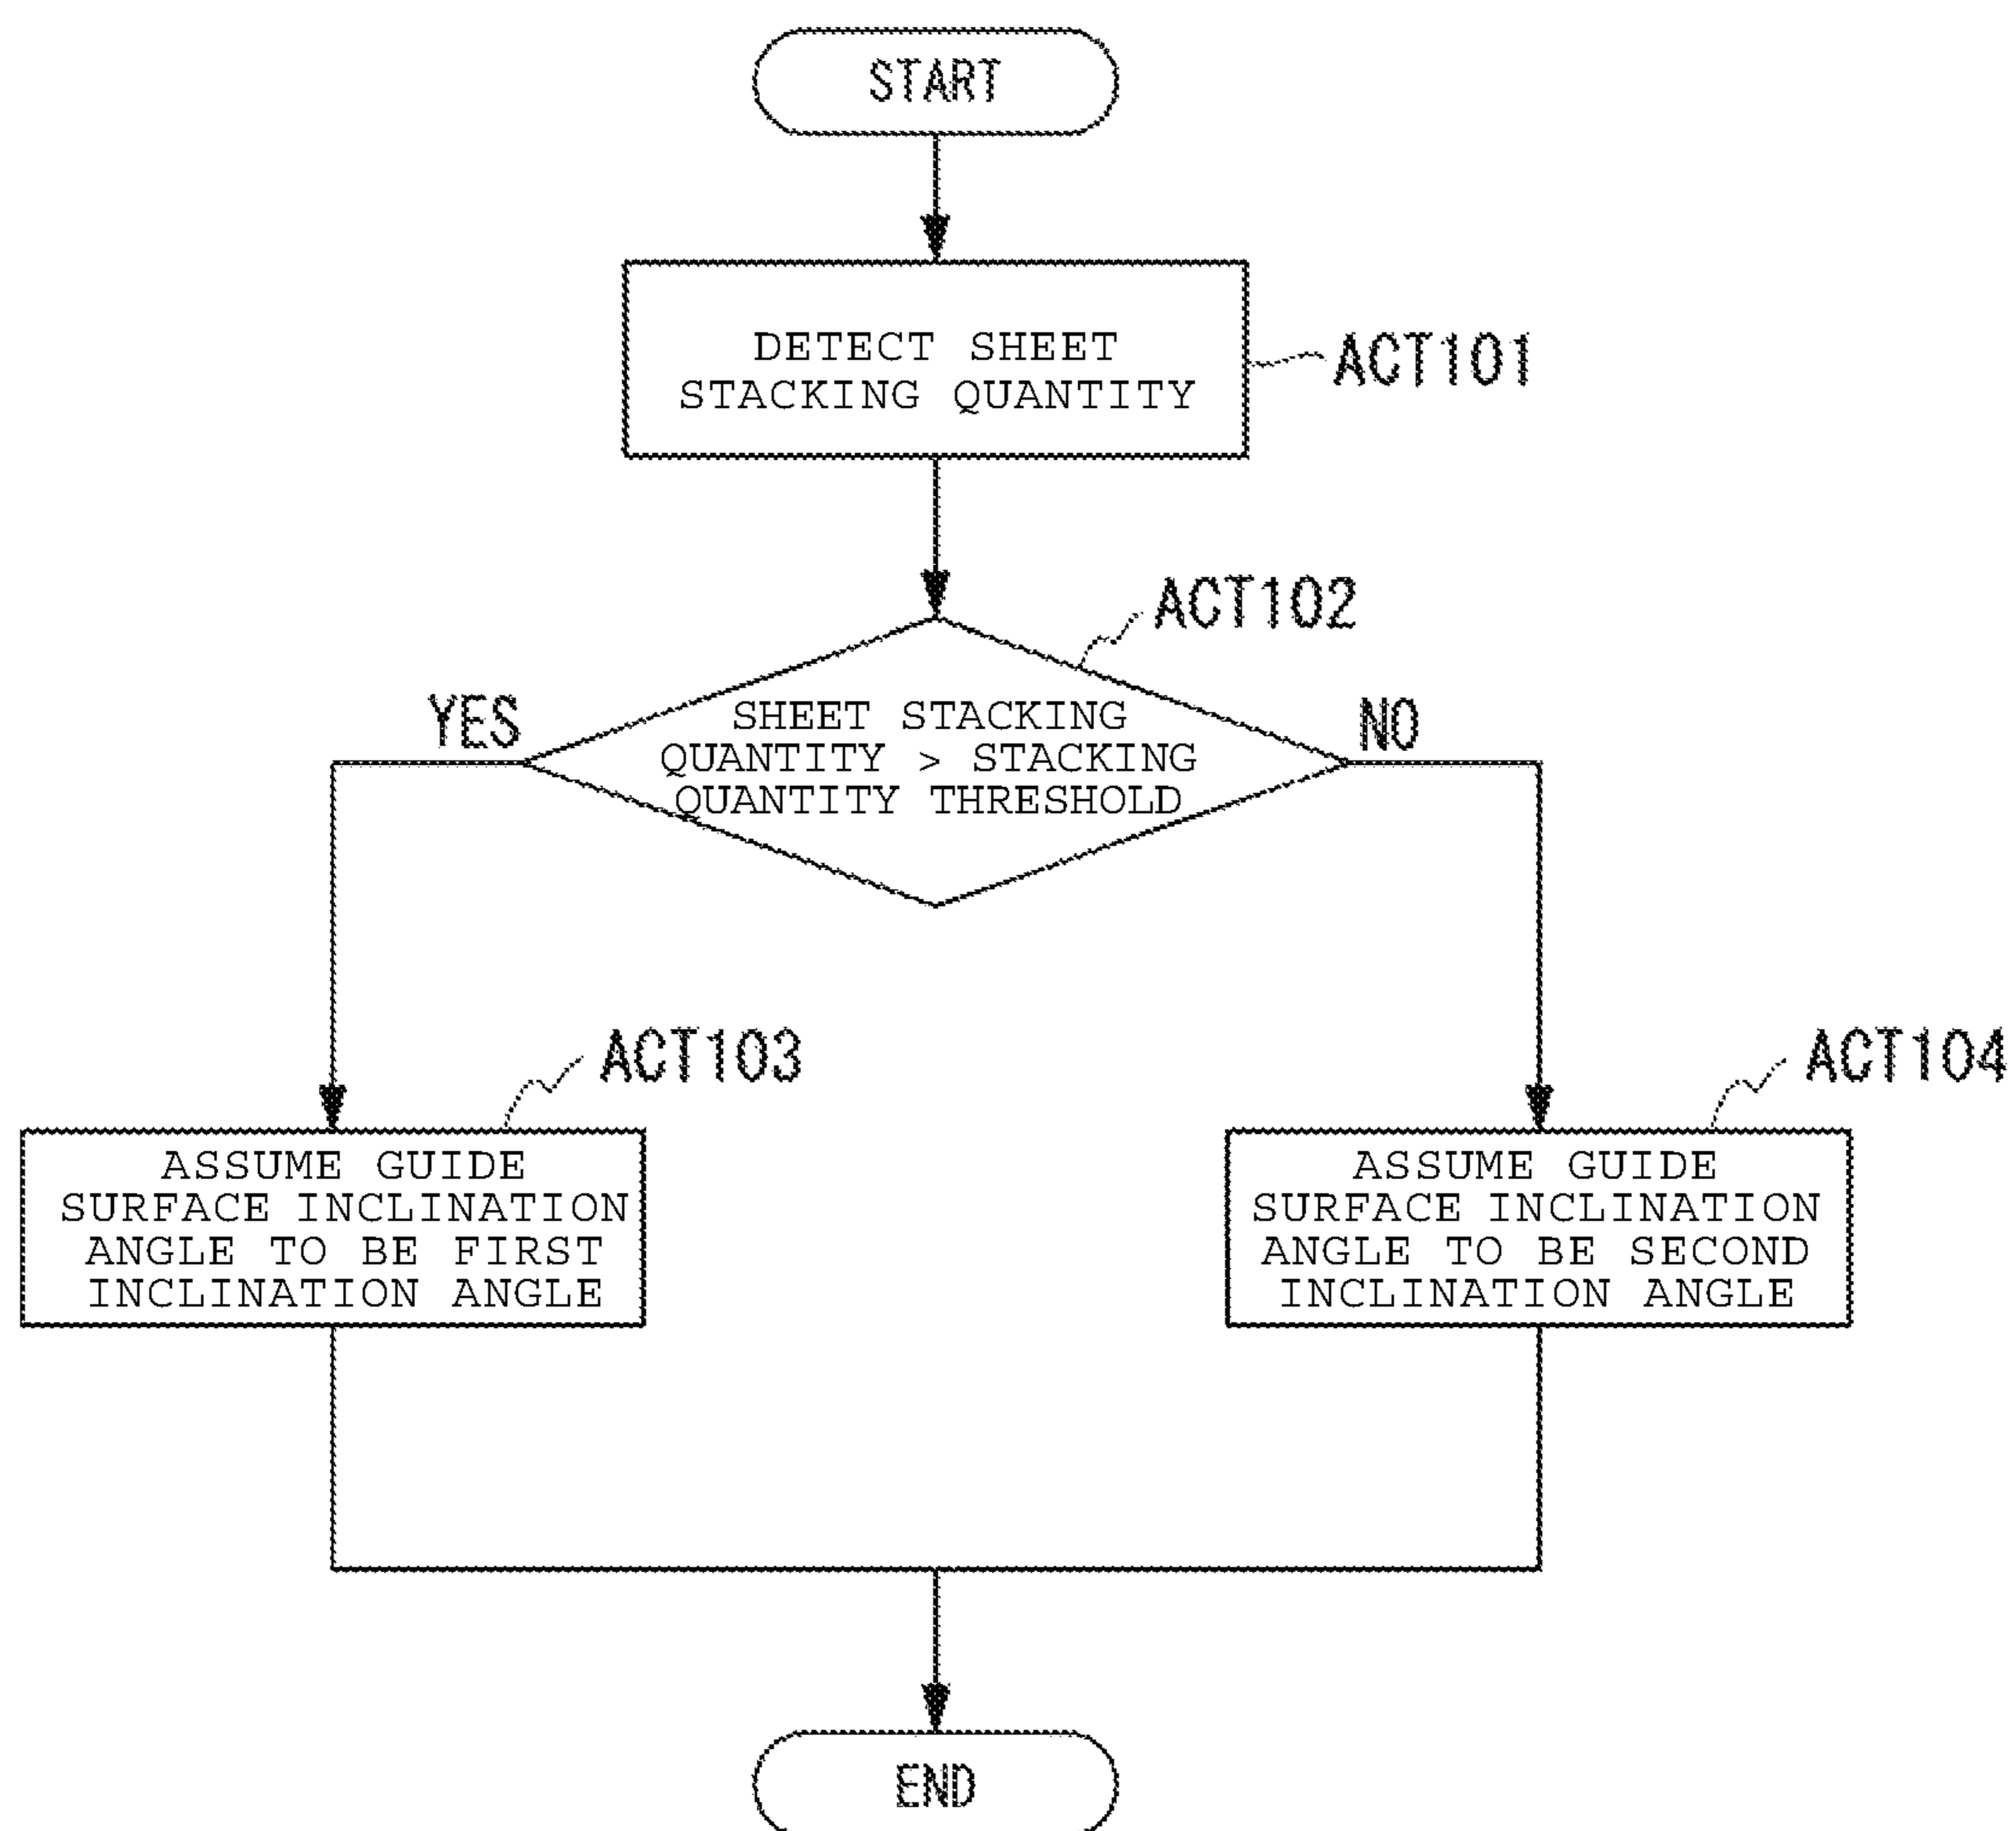 START
DETECT SHEET
STACKING QUANTITY
ACT101
ACT102
YES
SHEET STACKING
QUANTITY > STACKING
QUANTITY THRESHOLD
NO
ACT103
ASSUME GUIDE
SURFACE INCLINATION
ANGLE TO BE FIRST
INCLINATION ANGLE
ACT104
ASSUME GUIDE
SURFACE INCLINATION
ANGLE TO BE SECOND
INCLINATION ANGLE
END